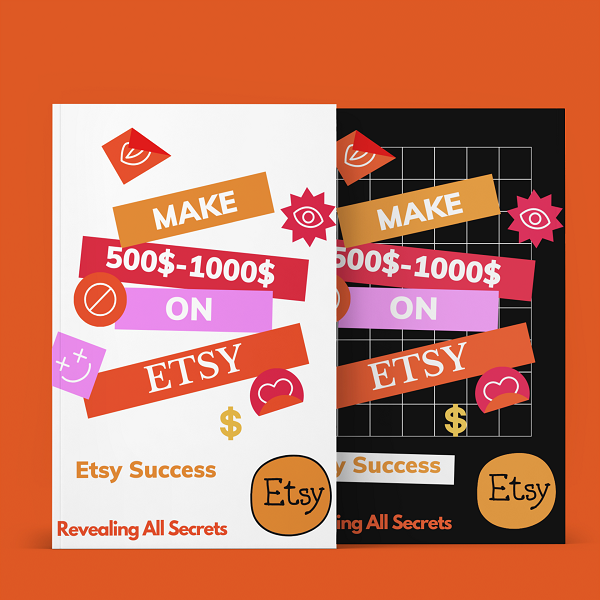 MAKE
500$-1000$
ON
ETSY
$
Etsy Success
Etsy
Revealing All Secrets
MAKE
500$-1000$
ON
ETSY
$
y Success
Etsy
ing All Secrets